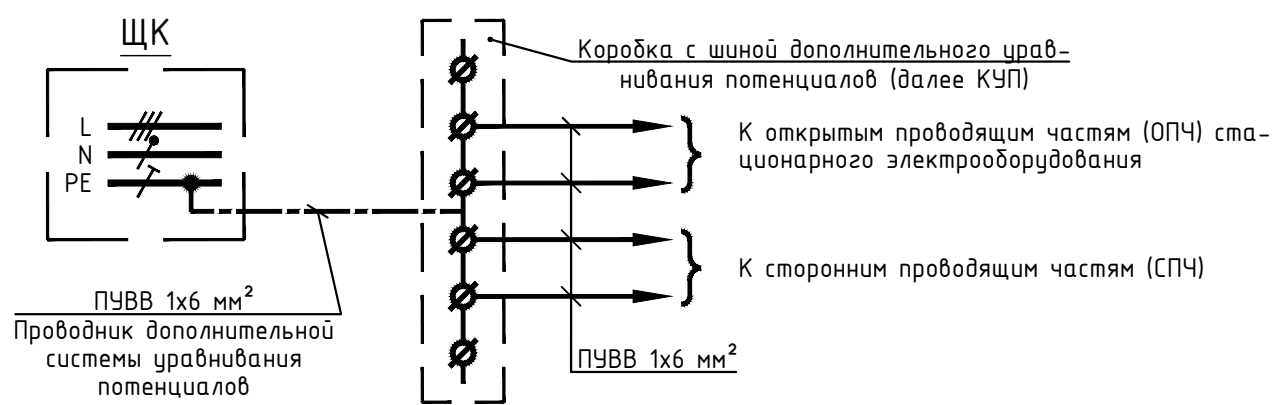 ЩК
L
N
PE
ПУВВ 1х6 мм²
Проводник дополнительной
системы уравнивания
потенциалов
Коробка с шиной дополнительного урав-
нивания потенциалов (далее КУП)
К открытым проводящим частям (ОПЧ) ста-
ционарного электрооборудования
К сторонним проводящим частям (СПЧ)
ПУВВ 1х6 мм²